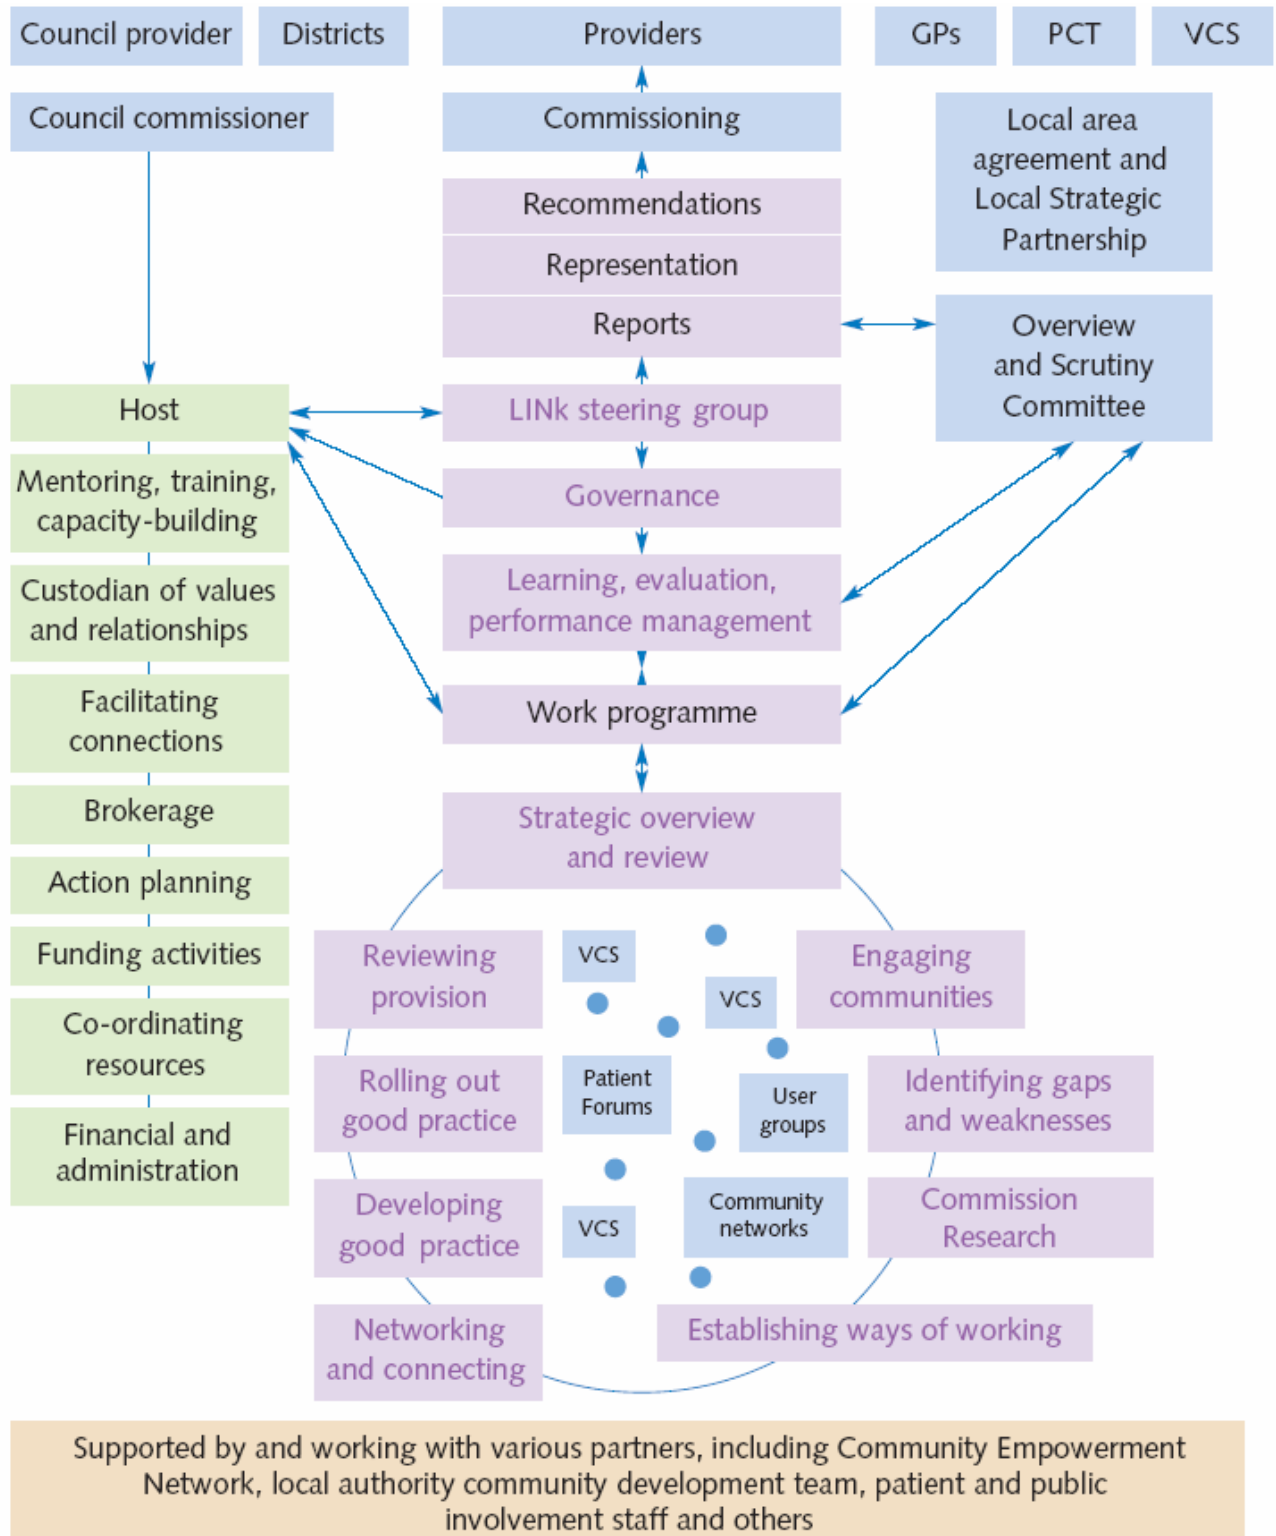 Council provider
Districts
Providers
GPs
PCT
VCS
Council commissioner
Commissioning
Local area
agreement and
Local Strategic
Partnership
Recommendations
Representation
Reports
Overview
and Scrutiny
Committee
Host
LINk steering group
Mentoring, training,
capacity-building
Governance
Custodian of values
and relationships
Learning, evaluation,
performance management
Facilitating
connections
Work programme
Brokerage
Strategic overview
and review
Action planning
Funding activities
Co-ordinating
resources
Financial and
administration
Reviewing
provision
VCS
VCS
Engaging
communities
Rolling out
good practice
Patient
Forums
User
groups
Identifying gaps
and weaknesses
Developing
good practice
VCS
Community
networks
Commission
Research
Networking
and connecting
Establishing ways of working
Supported by and working with various partners, including Community Empowerment
Network, local authority community development team, patient and public
involvement staff and others